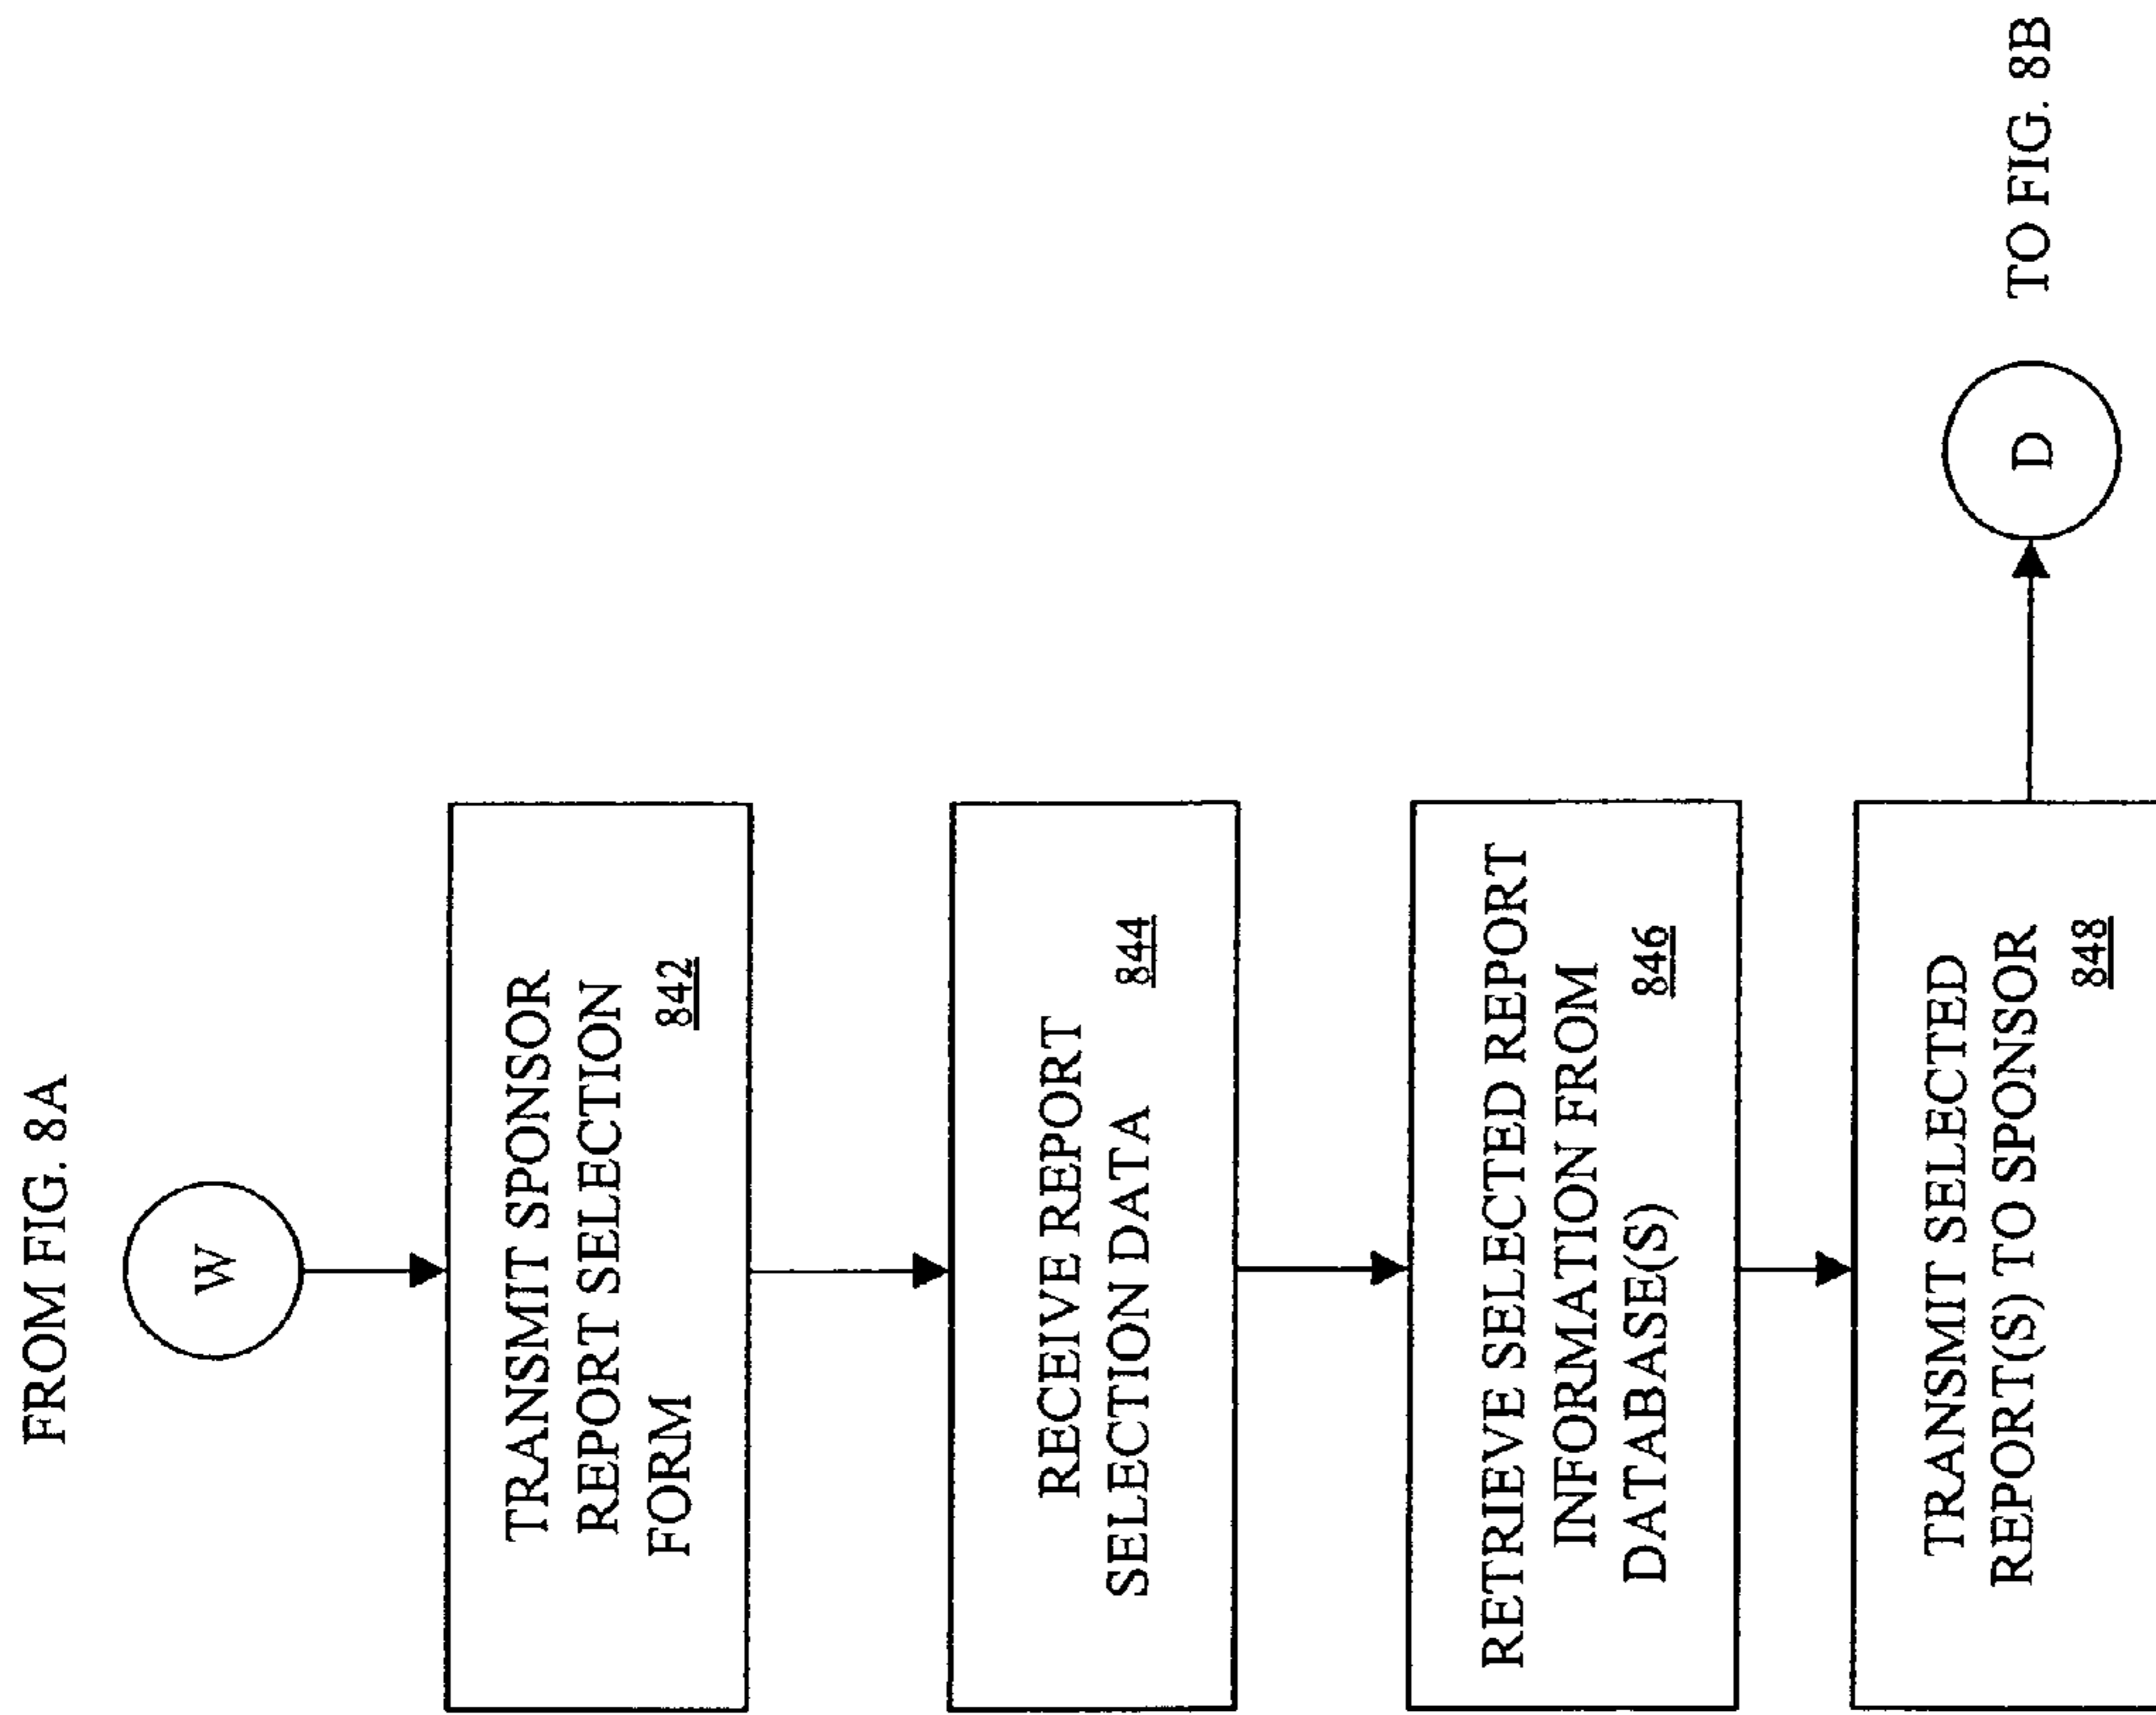 FROM FIG. 8A
W
TRANSMIT SPONSOR
REPORT SELECTION
FORM
842
RECEIVE REPORT
SELECTION DATA
844
RETRIEVE SELECTED REPORT
INFORMATION FROM
DATABASE(S)
846
TRANSMIT SELECTED
REPORT(S) TO SPONSOR
848
D
TO FIG. 8B